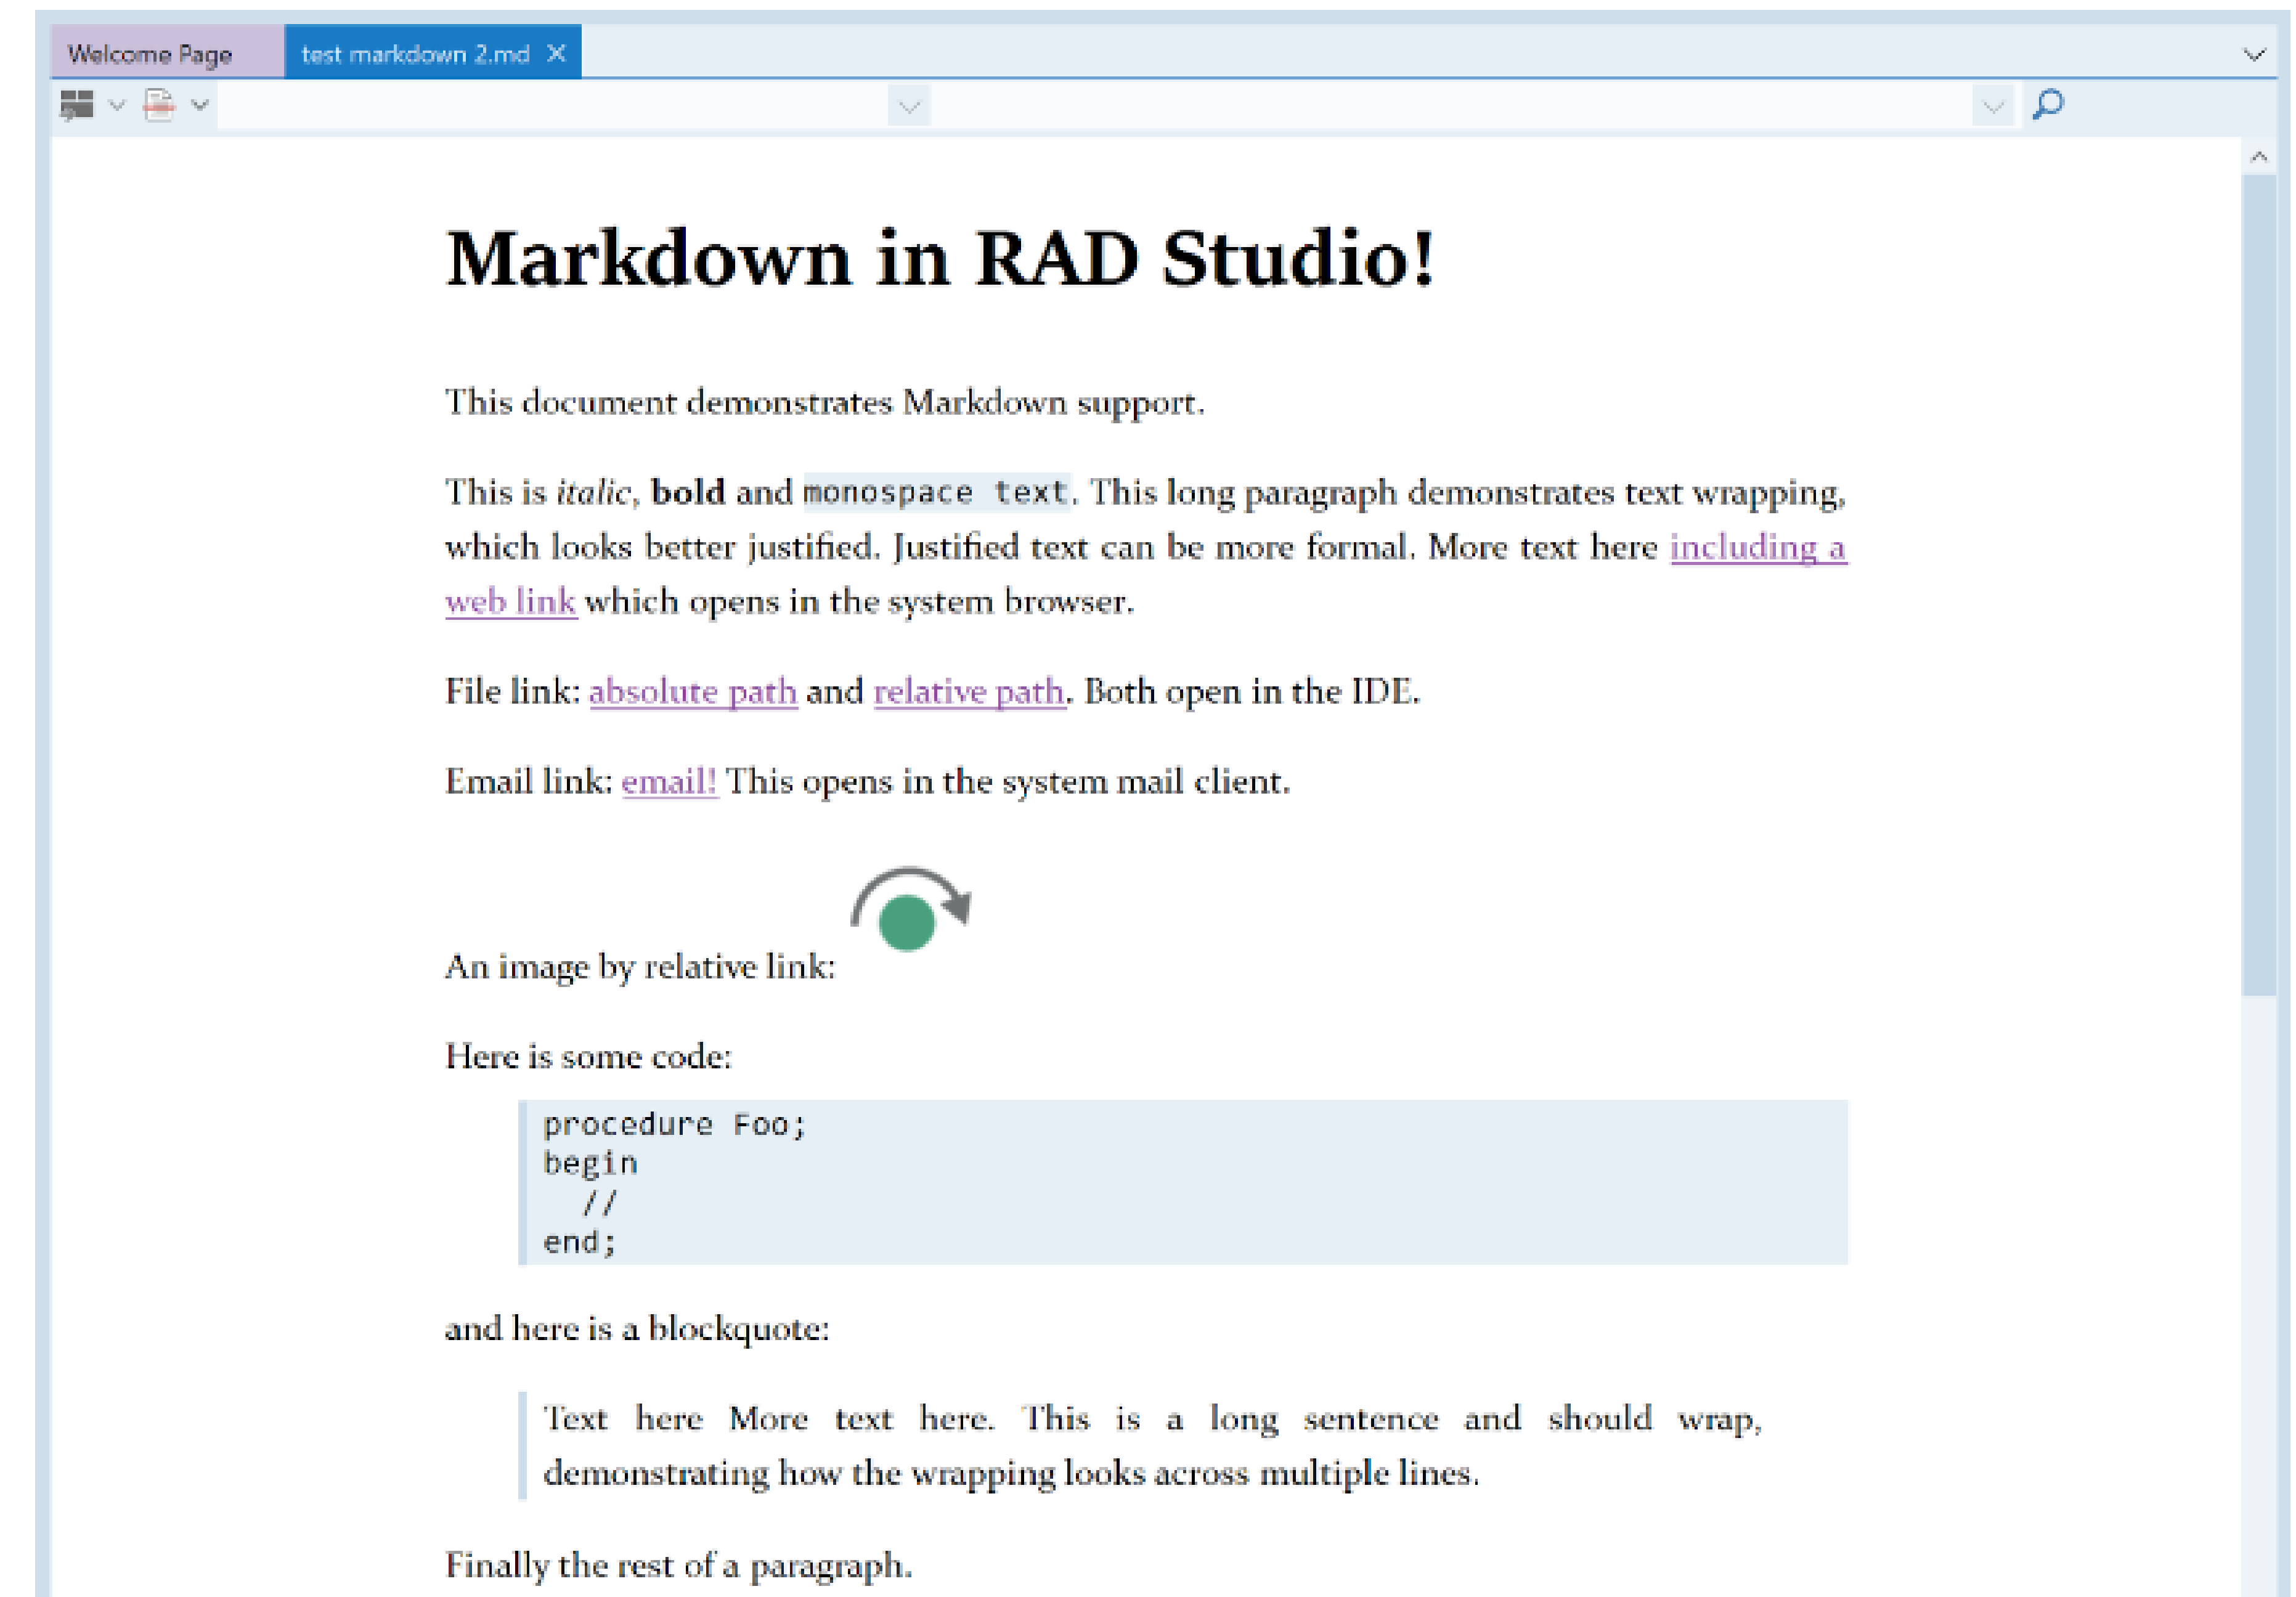 Welcome Page
test markdown 2.md
Markdown in RAD Studio!
This document demonstrates Markdown support.
This is italic, bold and monospace text. This long paragraph demonstrates text wrapping,
which looks better justified. Justified text can be more formal. More text here including a
web link which opens in the system browser.
File link: absolute path and relative path. Both open in the IDE.
Email link: email! This opens in the system mail client.
An image by relative link:
Here is some code:
procedure Foo;
begin
  //
end;
and here is a blockquote:
Text here More text here. This is a long sentence and should wrap,
demonstrating how the wrapping looks across multiple lines.
Finally the rest of a paragraph.